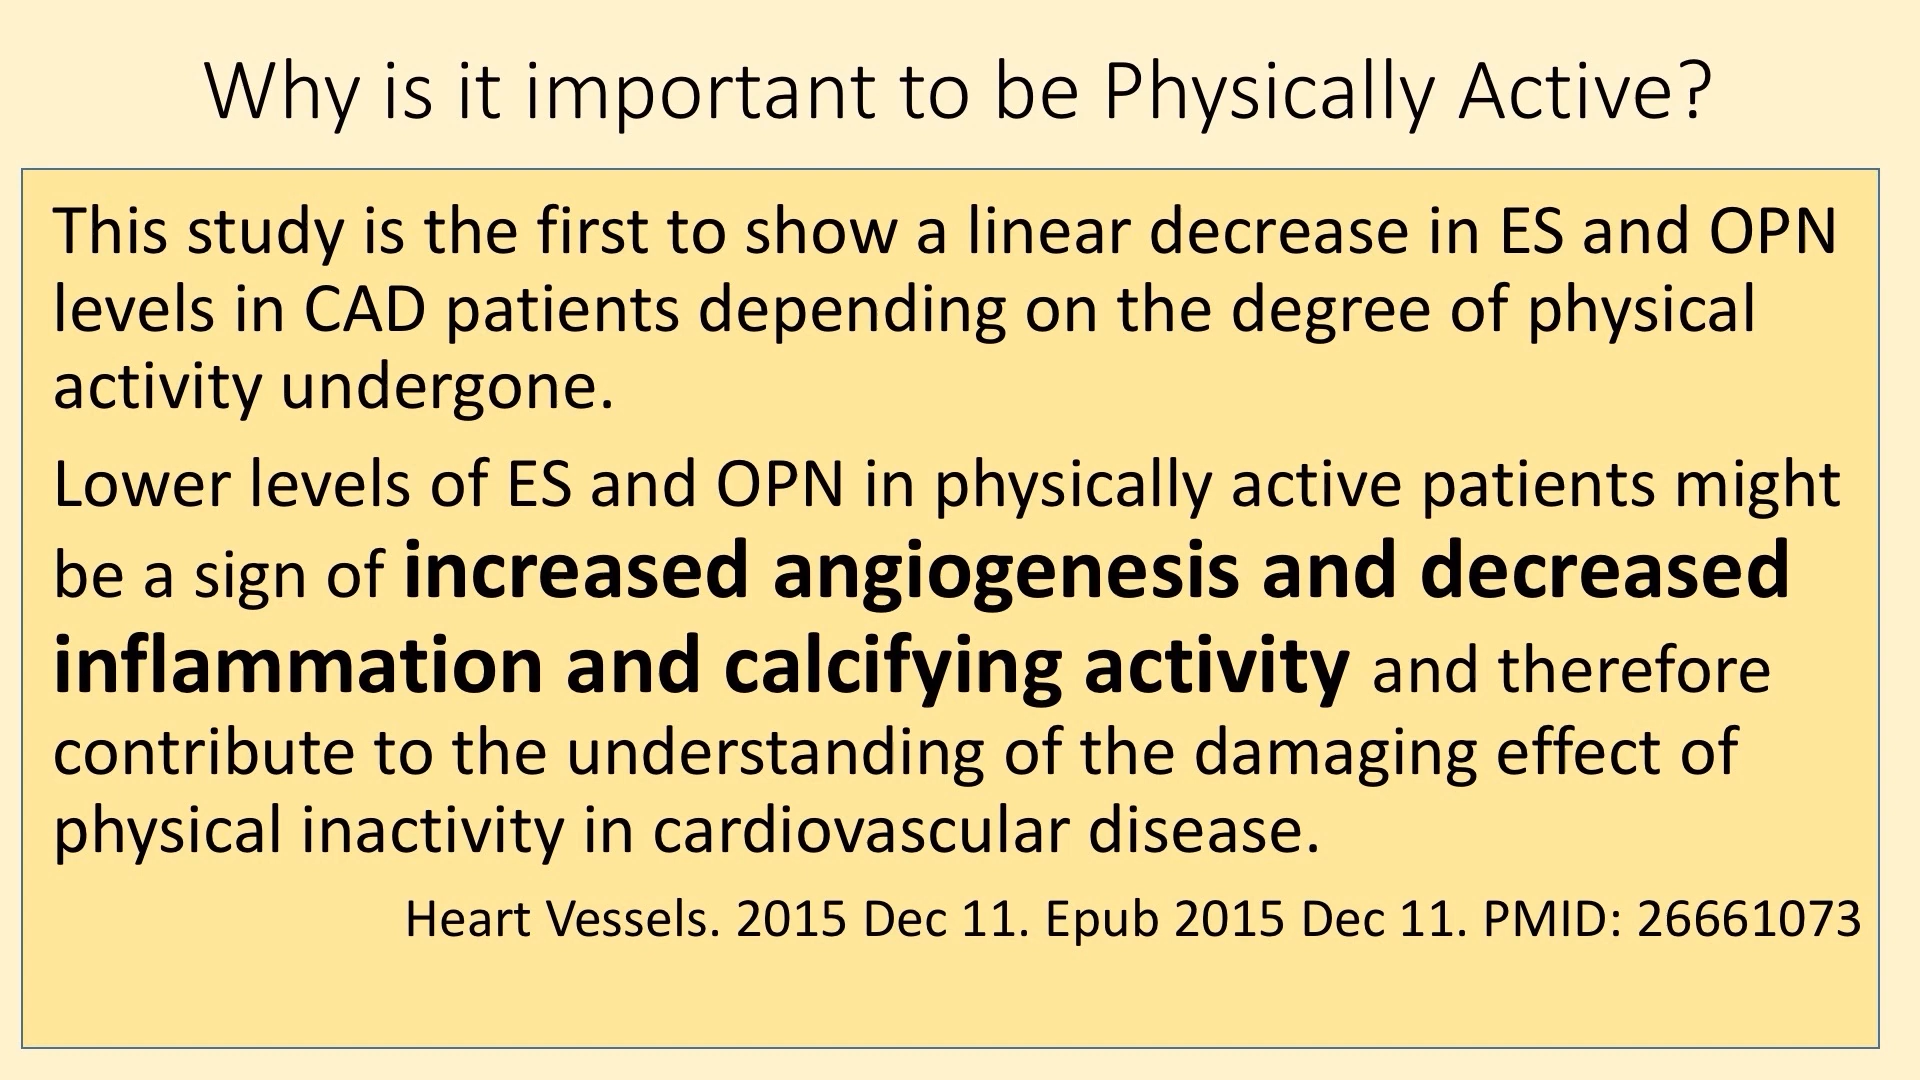 Why is it important to be Physically Active?
This study is the first to show a linear decrease in ES and OPN
levels in CAD patients depending on the degree of physical
activity undergone.
Lower levels of ES and OPN in physically active patients might
be a sign of increased angiogenesis and decreased
inflammation and calcifying activity and therefore
contribute to the understanding of the damaging effect of
physical inactivity in cardiovascular disease.
Heart Vessels. 2015 Dec 11. Epub 2015 Dec 11. PMID: 26661073